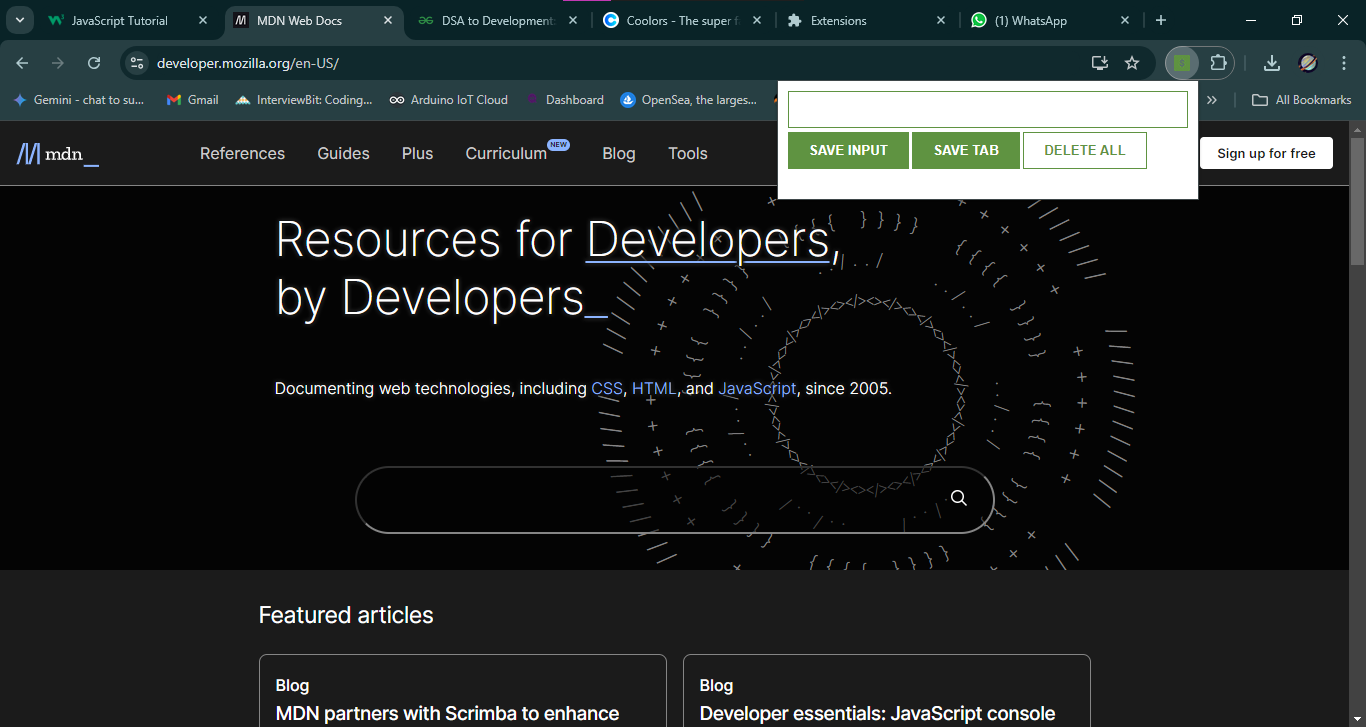 JavaScript Tutorial
MDN Web Docs
DSA to Development:
Coolors - The super f
Extensions
(1) WhatsApp
developer.mozilla.org/en-US/
Gemini - chat to su...
Gmail
InterviewBit: Coding...
Arduino IoT Cloud
Dashboard
OpenSea, the larges...
All Bookmarks
mdn_
References
Guides
Plus
Curriculum NEW
Blog
Tools
SAVE INPUT
SAVE TAB
DELETE ALL
Sign up for free
Resources for Developers,
by Developers_
Documenting web technologies, including CSS, HTML, and JavaScript, since 2005.
Featured articles
Blog
MDN partners with Scrimba to enhance
Blog
Developer essentials: JavaScript console